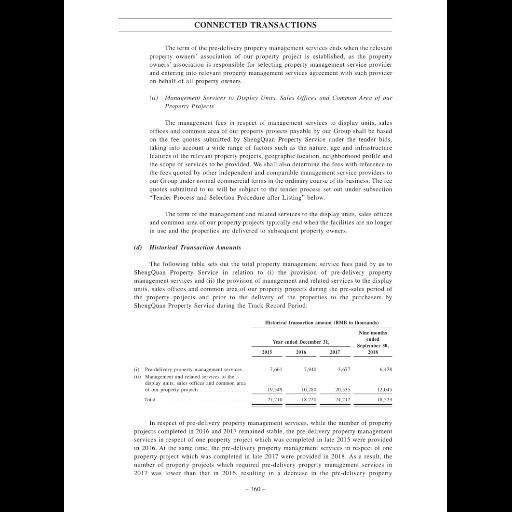 CONNECTED TRANSACTIONS
The term of the pre-delivery property management services ends when the relevant
property owners' association of our property project is established, as the property
owners' association is responsible for selecting property management service provider
and entering into relevant property management services agreement with such provider
on behalf of all property owners.
(ii) Management Services to Display Units, Sales Offices and Common Area of our
Property Projects
The management fees in respect of management services to display units, sales
offices and common area of our property projects payable by our Group shall be based
on the fee quotes submitted by ShengQuan Property Service under the tender bids,
taking into account a wide range of factors such as the nature, age and infrastructure
features of the relevant property projects, geographic location, neighborhood profile and
the scope of services to be provided. We shall also determine the fees with reference to
the fees quoted by other independent and comparable management service providers to
our Group under normal commercial terms in the ordinary course of its business. The fee
quotes submitted to us will be subject to the tender process set out under subsection
"Tender Process and Selection Procedure after Listing" below.
The term of the management and related services to the display units, sales offices
and common area of our property projects typically end when the facilities are no longer
in use and the properties are delivered to subsequent property owners.
(d) Historical Transaction Amounts
The following table sets out the total property management service fees paid by us to
ShengQuan Property Service in relation to (i) the provision of pre-delivery property
management services and (ii) the provision of management and related services to the display
units, sales offices and common area of our property projects during the pre-sales period of
the property projects and prior to the delivery of the properties to the purchasers by
ShengQuan Property Service during the Track Record Period:
Historical transaction amount (RMB in thousands)
Nine months
ended
Year ended December 31, September 30,
2015 2016 2017 2018
(i) Pre-delivery property management services 7,661 7,940 3,677 6,478
(ii) Management and related services to the
display units, sales offices and common area
of our property projects 19,549 10,280 20,535 12,045
Total 27,210 18,220 24,212 18,523
In respect of pre-delivery property management services, while the number of property
projects completed in 2016 and 2017 remained stable, the pre-delivery property management
services in respect of one property project which was completed in late 2015 were provided
in 2016. At the same time, the pre-delivery property management services in respect of one
property project which was completed in late 2017 were provided in 2018. As a result, the
number of property projects which required pre-delivery property management services in
2017 was lower than that in 2016, resulting in a decrease in the pre-delivery property
– 360 –